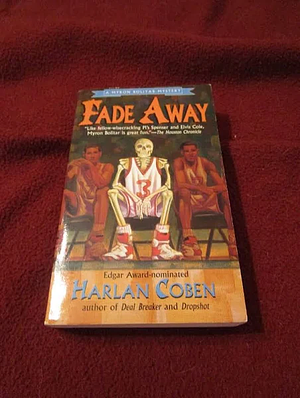 A MYRON BOLITAR MYSTERY
FADE AWAY
"Like fellow-wisecracking PI's Spenser and Elvis Cole,
Myron Bolitar is great fun."—The Houston Chronicle
3
Edgar Award-nominated
HARLAN COBEN
author of Deal Breaker and Dropshot